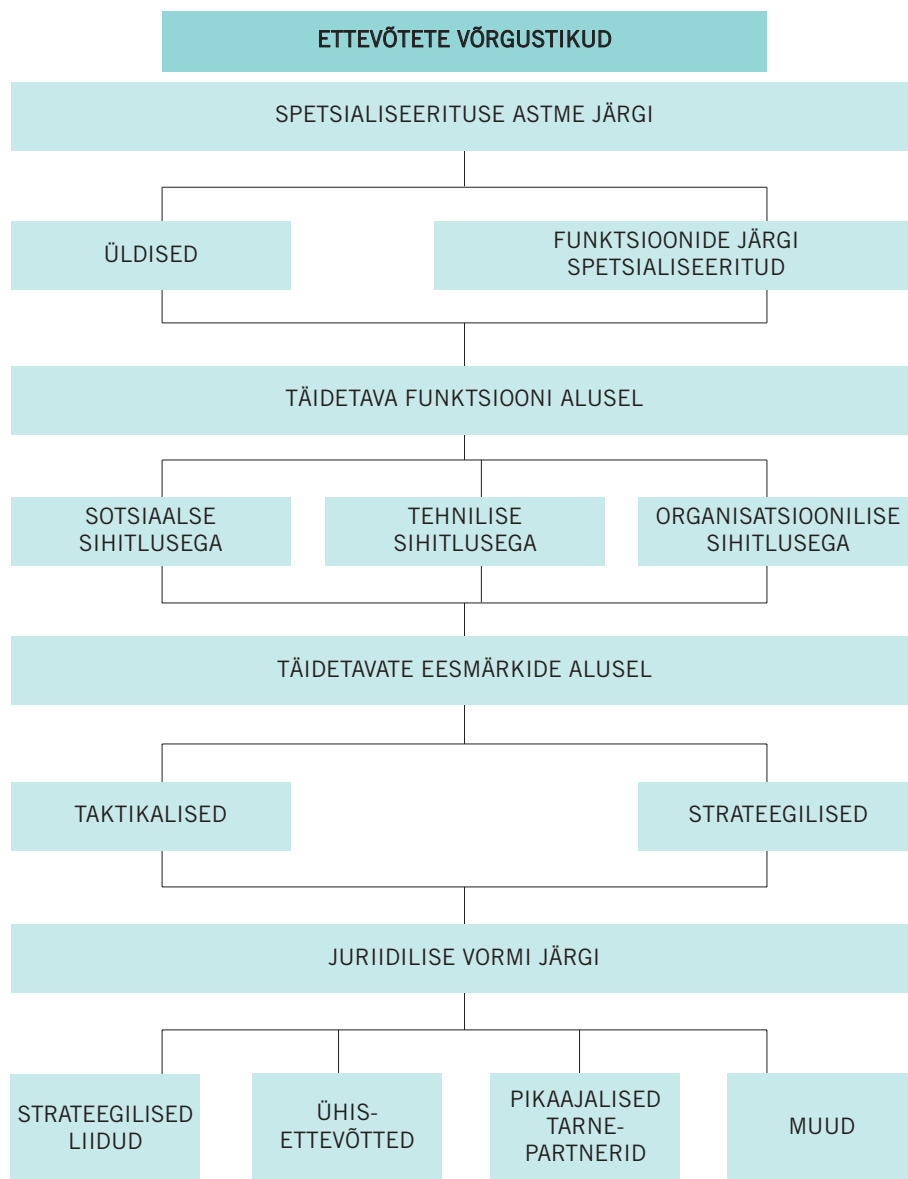 ETTEVÕTETE VÕRGUSTIKUD
SPETSIALISEERITUSE ASTME JÄRGI
ÜLDISED
FUNKTSIOONIDE JÄRGI
SPETSIALISEERITUD
TÄIDETAVA FUNKTSIOONI ALUSEL
SOTSIAALSE
SIHITLUSEGA
TEHNILISE
SIHITLUSEGA
ORGANISATSIOONILISE
SIHITLUSEGA
TÄIDETAVATE EESMÄRKIDE ALUSEL
TAKTIKALISED
STRATEEGILISED
JURIIDILISE VORMI JÄRGI
STRATEEGILISED
LIIDUD
ÜHIS-
ETTEVÕTTED
PIKAAJALISED
TARNE-
PARTNERID
MUUD